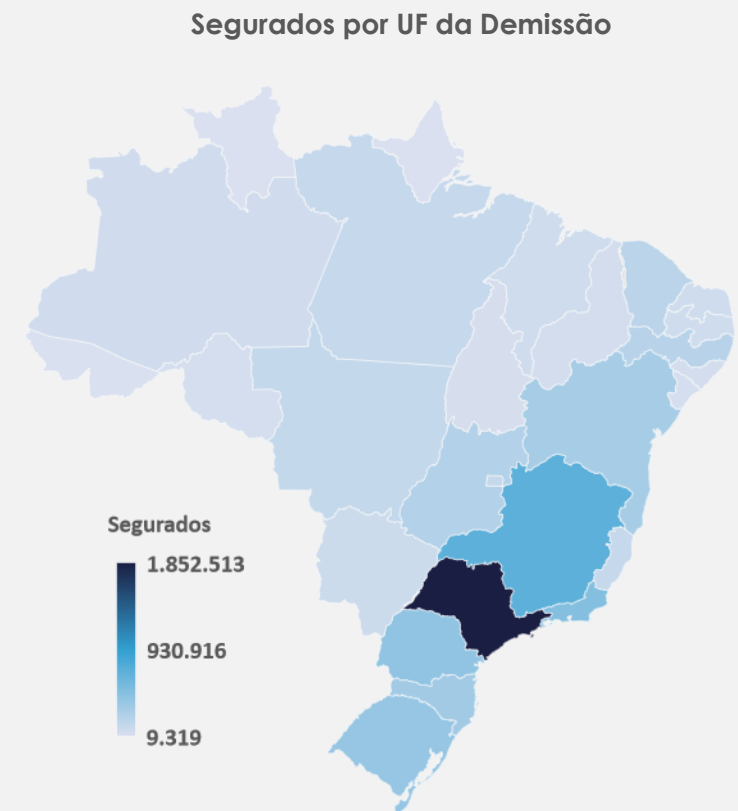 Segurados por UF da Demissão
Segurados
1.852.513
930.916
9.319